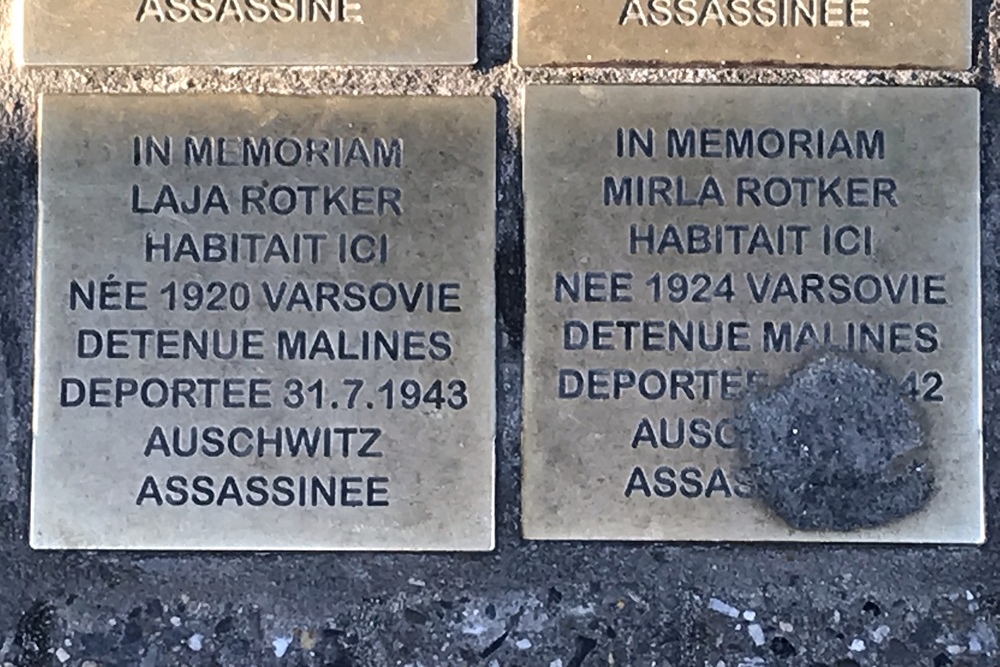 ASSASSINE
ASSASSINEE
IN MEMORIAM
LAJA ROTKER
HABITAIT ICI
NÉE 1920 VARSOVIE
DETENUE MALINES
DEPORTEE 31.7.1943
AUSCHWITZ
ASSASSINEE
IN MEMORIAM
MIRLA ROTKER
HABITAIT ICI
NEE 1924 VARSOVIE
DETENUE MALINES
DEPORTEE